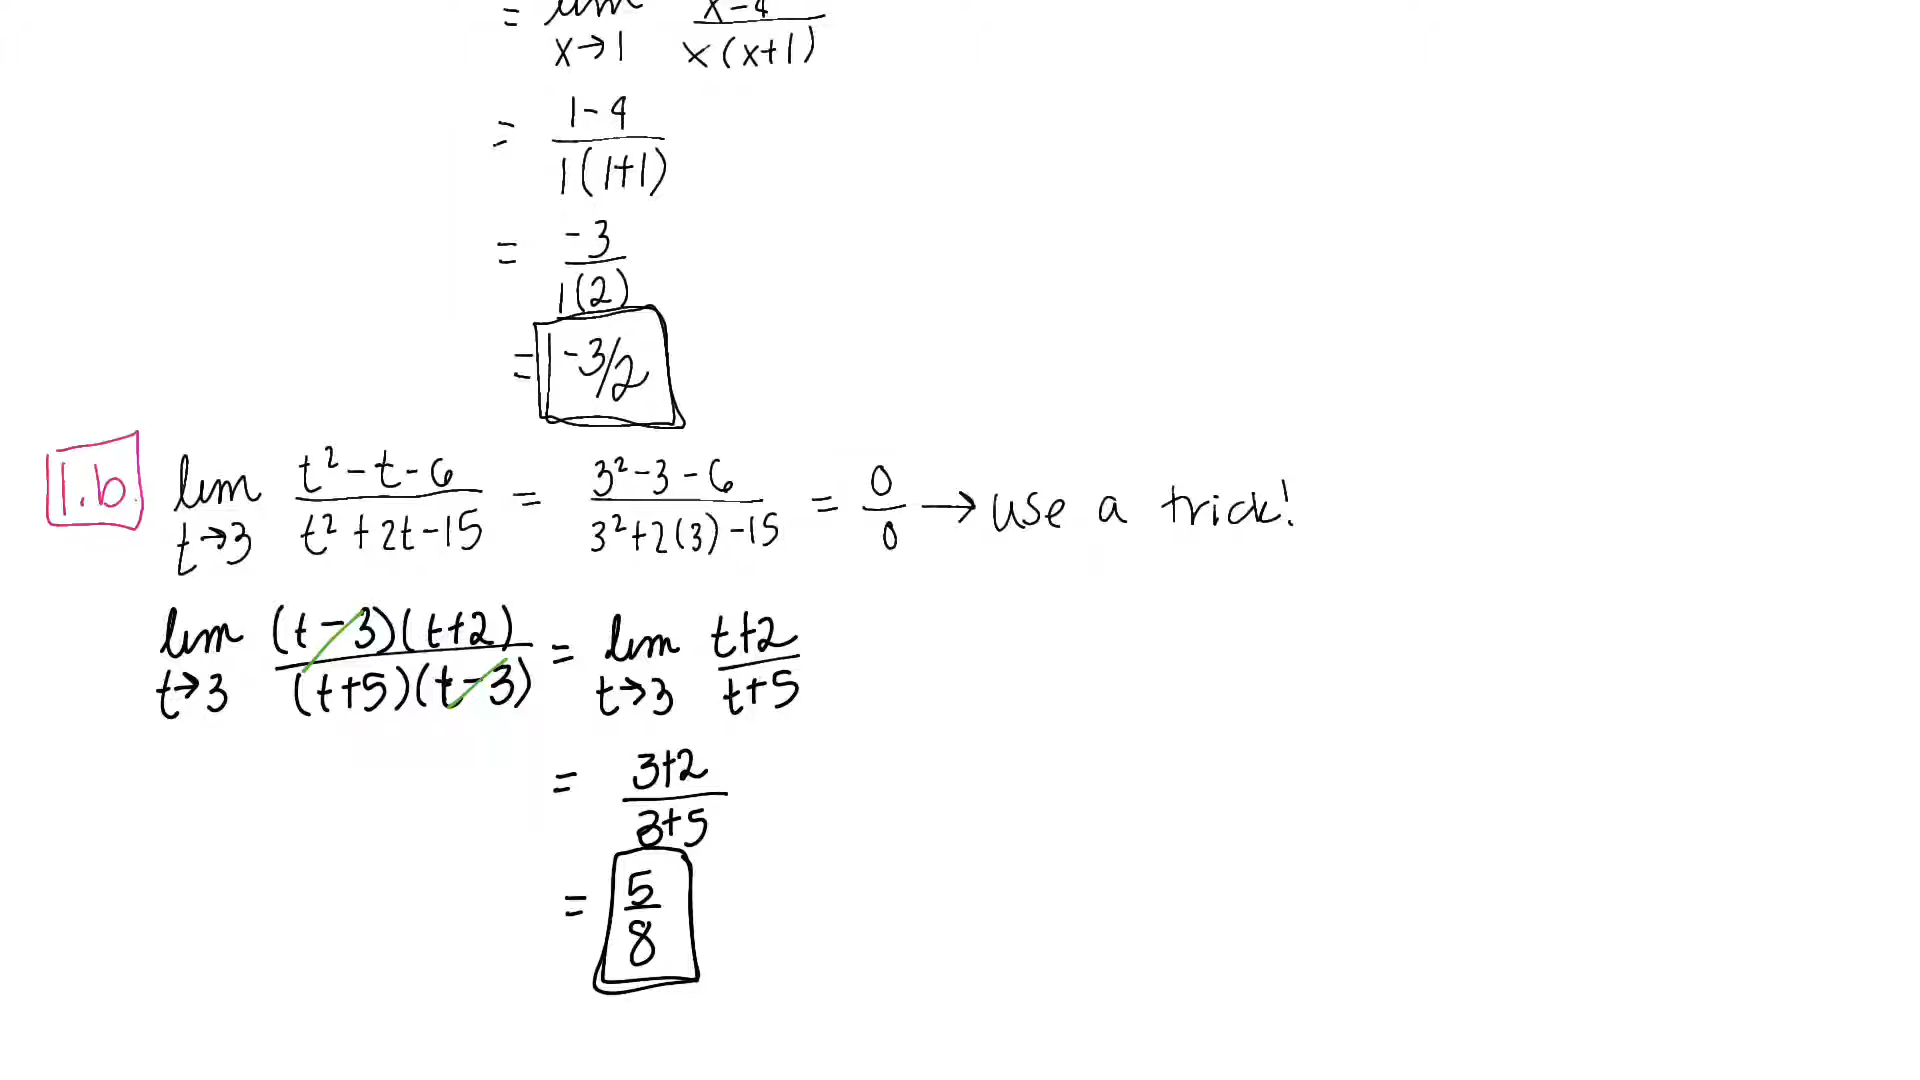 = lim x→1 x-4 / x(x+1)
= 1-4 / 1(1+1)
= -3 / 1(2)
= -3/2
1.b lim t→3 t²-t-6 / t²+2t-15 = 3²-3-6 / 3²+2(3)-15 = 0/0 → use a trick!
lim t→3 (t-3)(t+2) / (t+5)(t-3) = lim t→3 t+2 / t+5
= 3+2 / 3+5
= 5/8